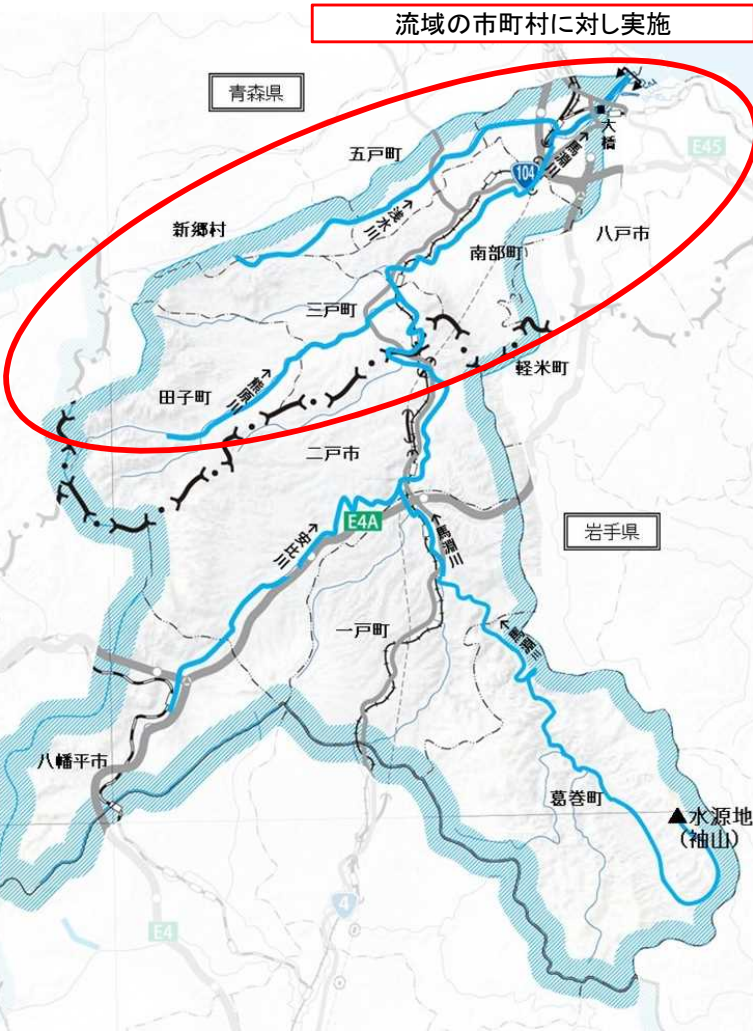 流域の市町村に対し実施
青森県
大橋
五戸町
馬淵川
E45
104
新郷村
浅水川
八戸市
南部町
三戸町
軽米町
田子町
熊原川
二戸市
E4A
馬淵川
岩手県
安比川
一戸町
馬淵川
八幡平市
葛巻町
▲水源地
(袖山)
4
E4